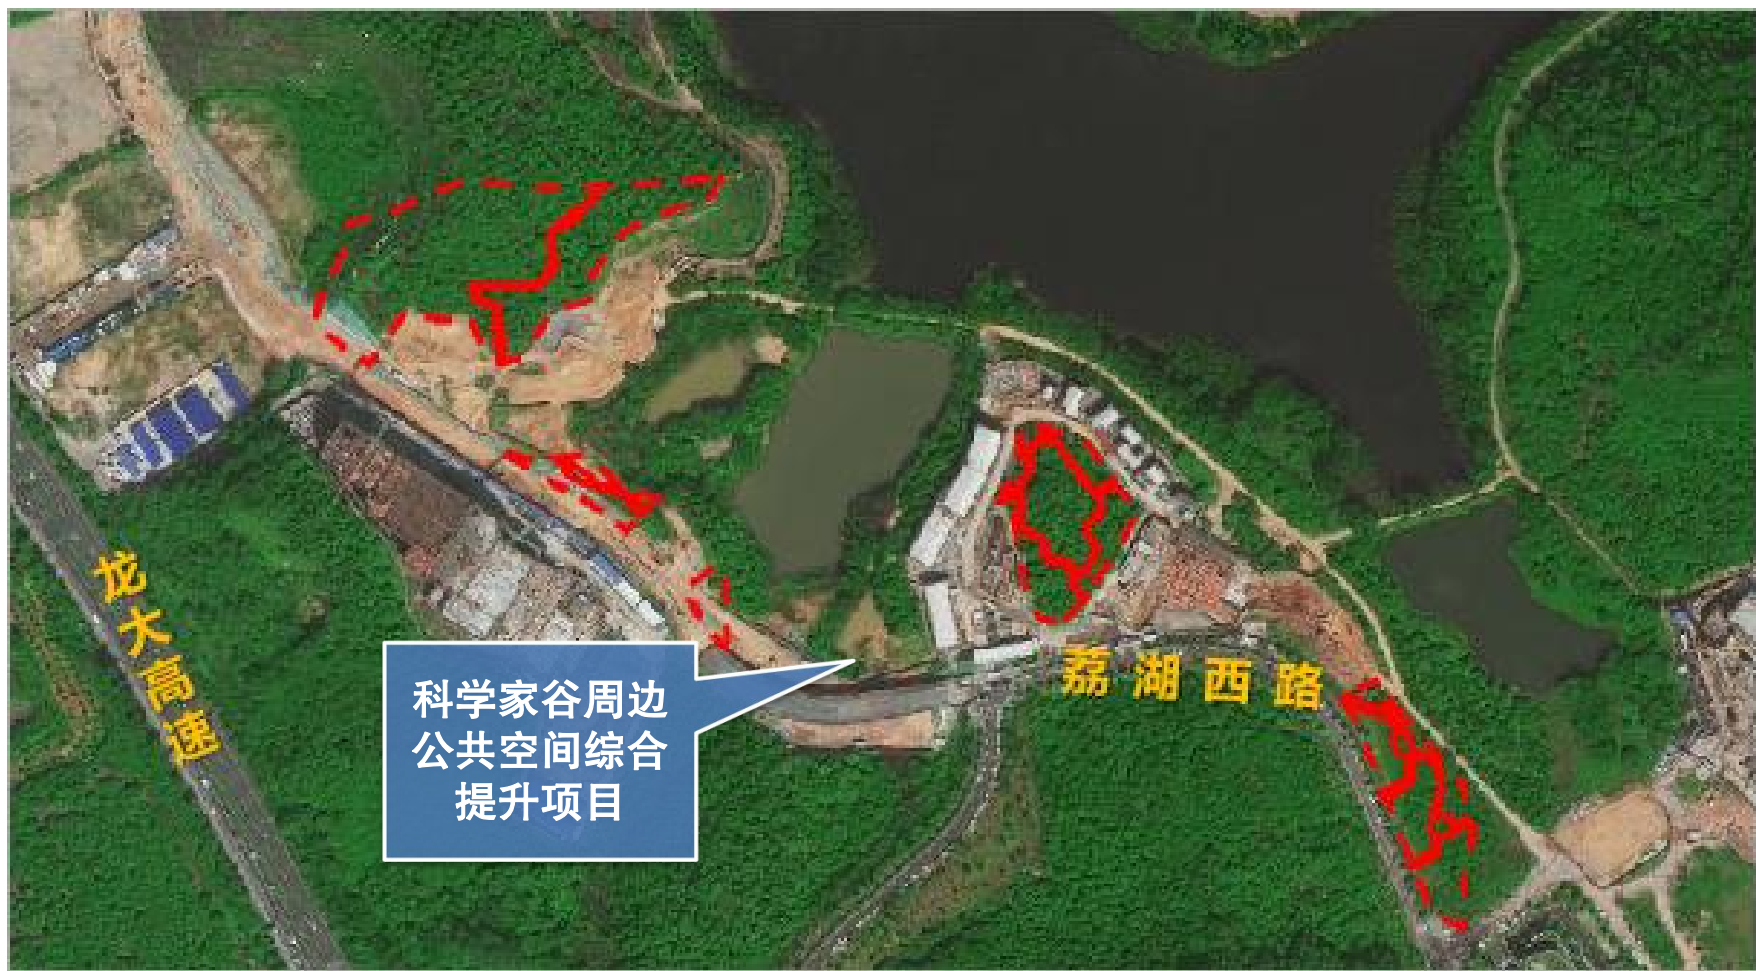 龙大高速
科学家谷周边
公共空间综合
提升项目
荔湖西路